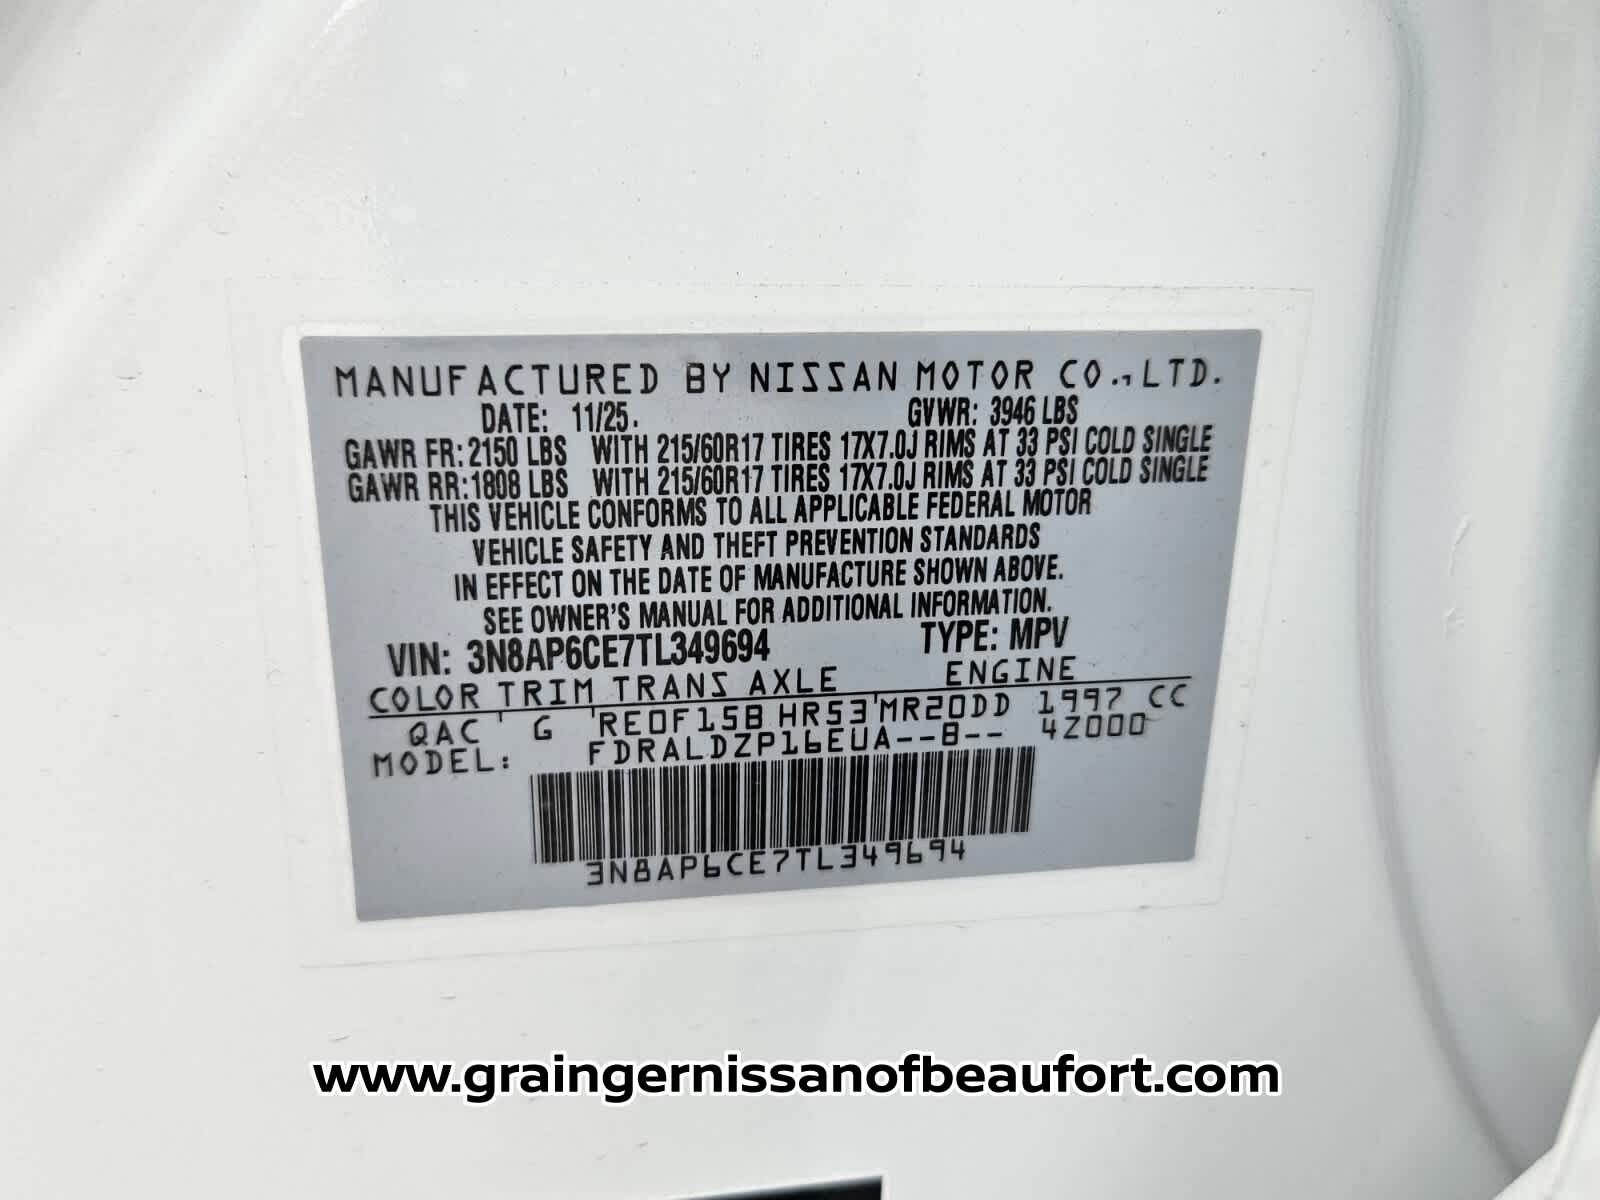 MANUFACTURED BY NISSAN MOTOR CO., LTD.
DATE: 11/25. GVWR: 3946 LBS
GAWR FR: 2150 LBS WITH 215/60R17 TIRES 17X7.0J RIMS AT 33 PSI COLD SINGLE
GAWR RR: 1808 LBS WITH 215/60R17 TIRES 17X7.0J RIMS AT 33 PSI COLD SINGLE
THIS VEHICLE CONFORMS TO ALL APPLICABLE FEDERAL MOTOR
VEHICLE SAFETY AND THEFT PREVENTION STANDARDS
IN EFFECT ON THE DATE OF MANUFACTURE SHOWN ABOVE.
SEE OWNER'S MANUAL FOR ADDITIONAL INFORMATION.
VIN: 3N8AP6CE7TL349694 TYPE: MPV
COLOR TRIM TRANS AXLE ENGINE
QAC G RE0F15B HR53 MR20DD 1997 CC
MODEL: FDRALDZP16EUA--B-- 4Z000
3N8AP6CE7TL349694
www.graingernissanofbeaufort.com